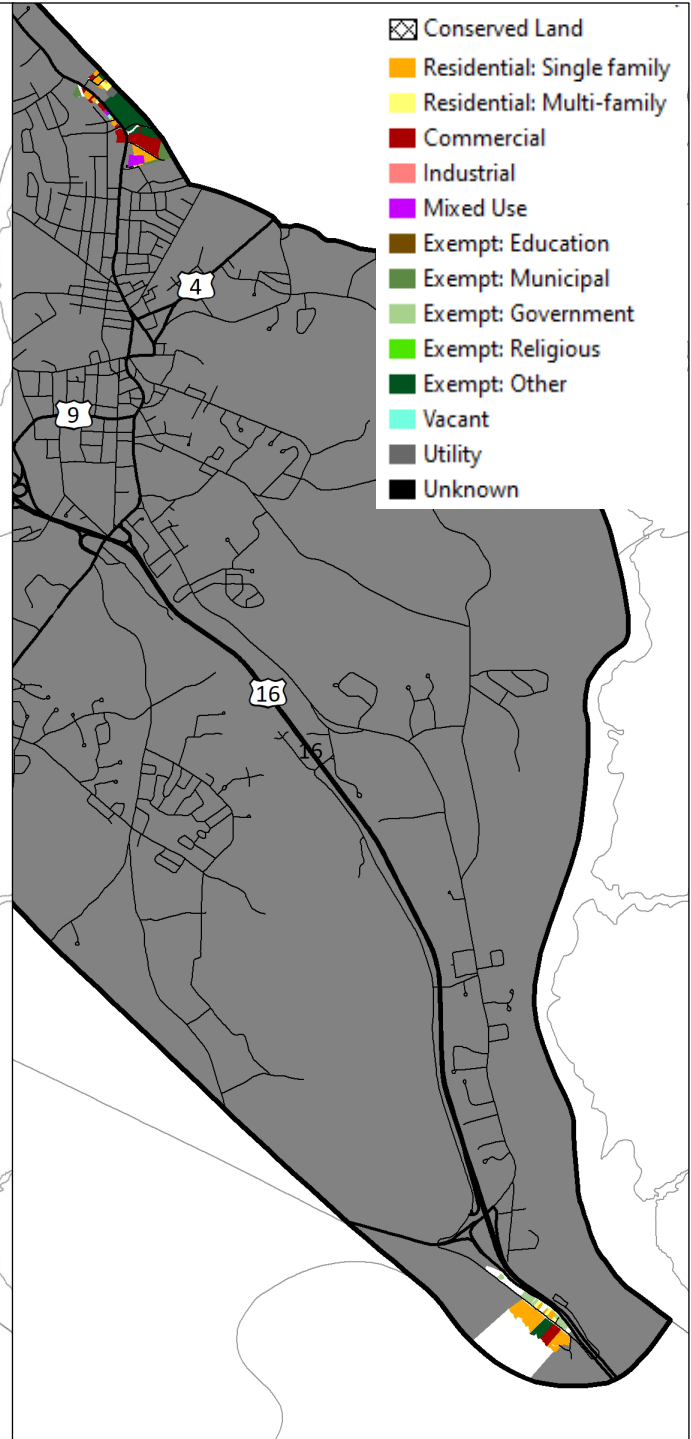 Conserved Land
Residential: Single family
Residential: Multi-family
Commercial
Industrial
Mixed Use
Exempt: Education
Exempt: Municipal
Exempt: Government
Exempt: Religious
Exempt: Other
Vacant
Utility
Unknown
4
9
16
16